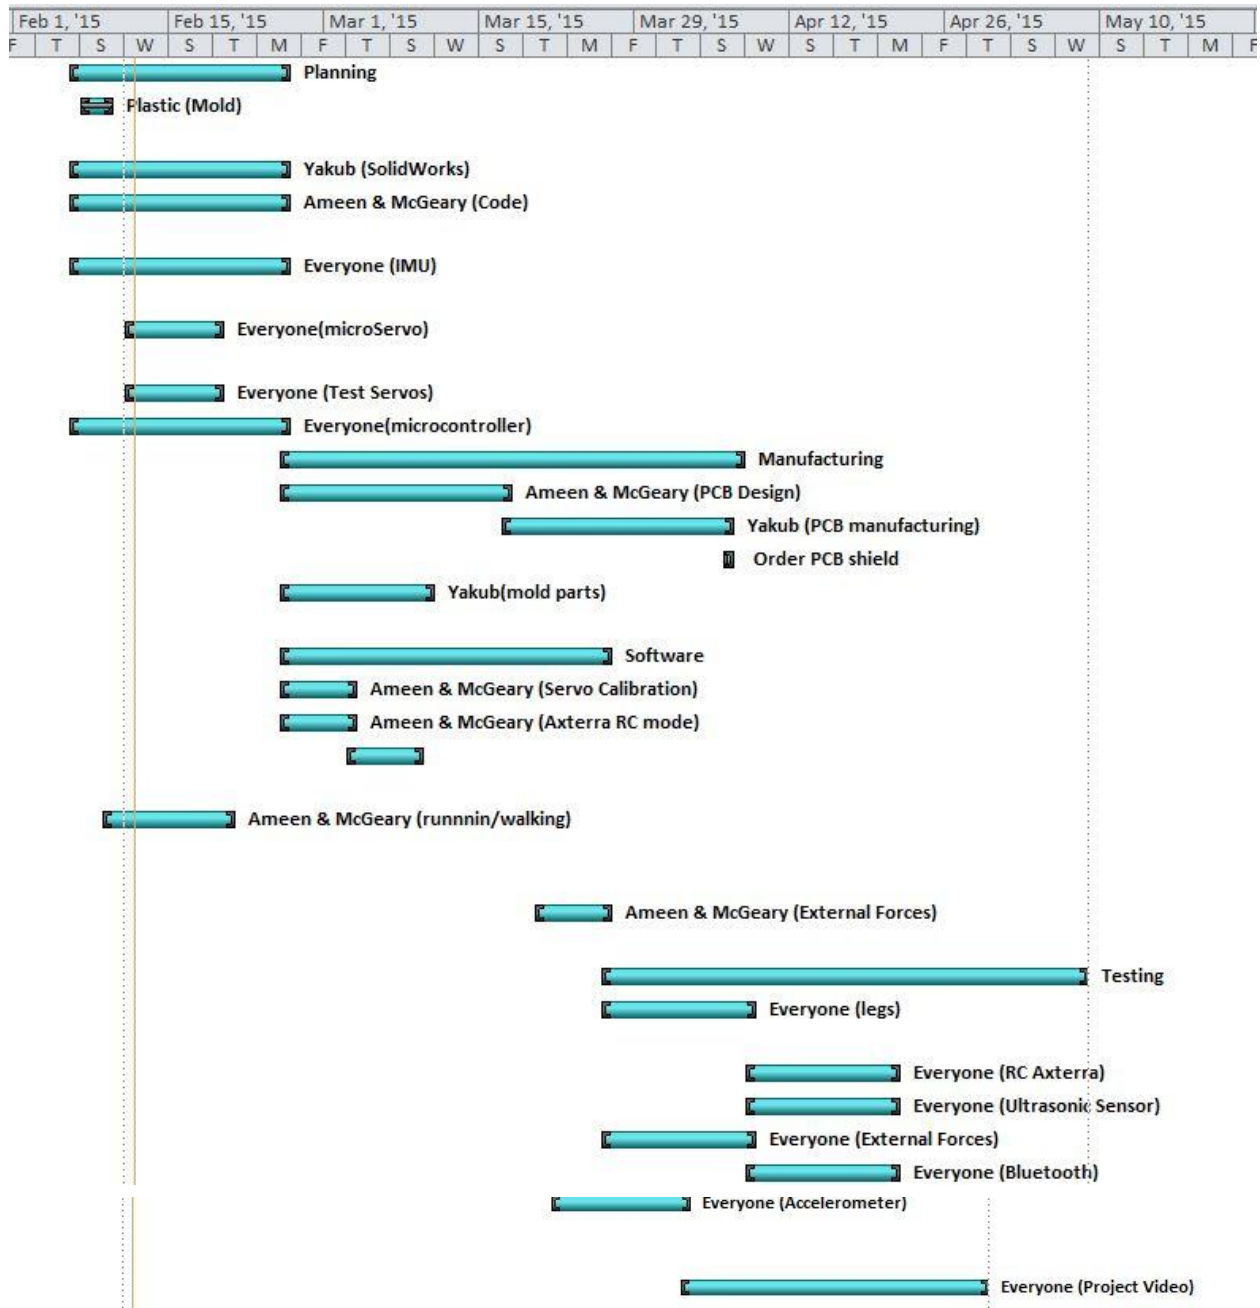 Feb 1, '15 Feb 15, '15 Mar 1, '15 Mar 15, '15 Mar 29, '15 Apr 12, '15 Apr 26, '15 May 10, '15
F T S W S T M F T S W S T M F T S W S T M F T S W S T M F
Planning
Plastic (Mold)
Yakub (SolidWorks)
Ameen & McGeary (Code)
Everyone (IMU)
Everyone(microServo)
Everyone (Test Servos)
Everyone(microcontroller)
Manufacturing
Ameen & McGeary (PCB Design)
Yakub (PCB manufacturing)
Order PCB shield
Yakub(mold parts)
Software
Ameen & McGeary (Servo Calibration)
Ameen & McGeary (Axterra RC mode)
Ameen & McGeary (runnnin/walking)
Ameen & McGeary (External Forces)
Testing
Everyone (legs)
Everyone (RC Axterra)
Everyone (Ultrasonic Sensor)
Everyone (External Forces)
Everyone (Bluetooth)
Everyone (Accelerometer)
Everyone (Project Video)